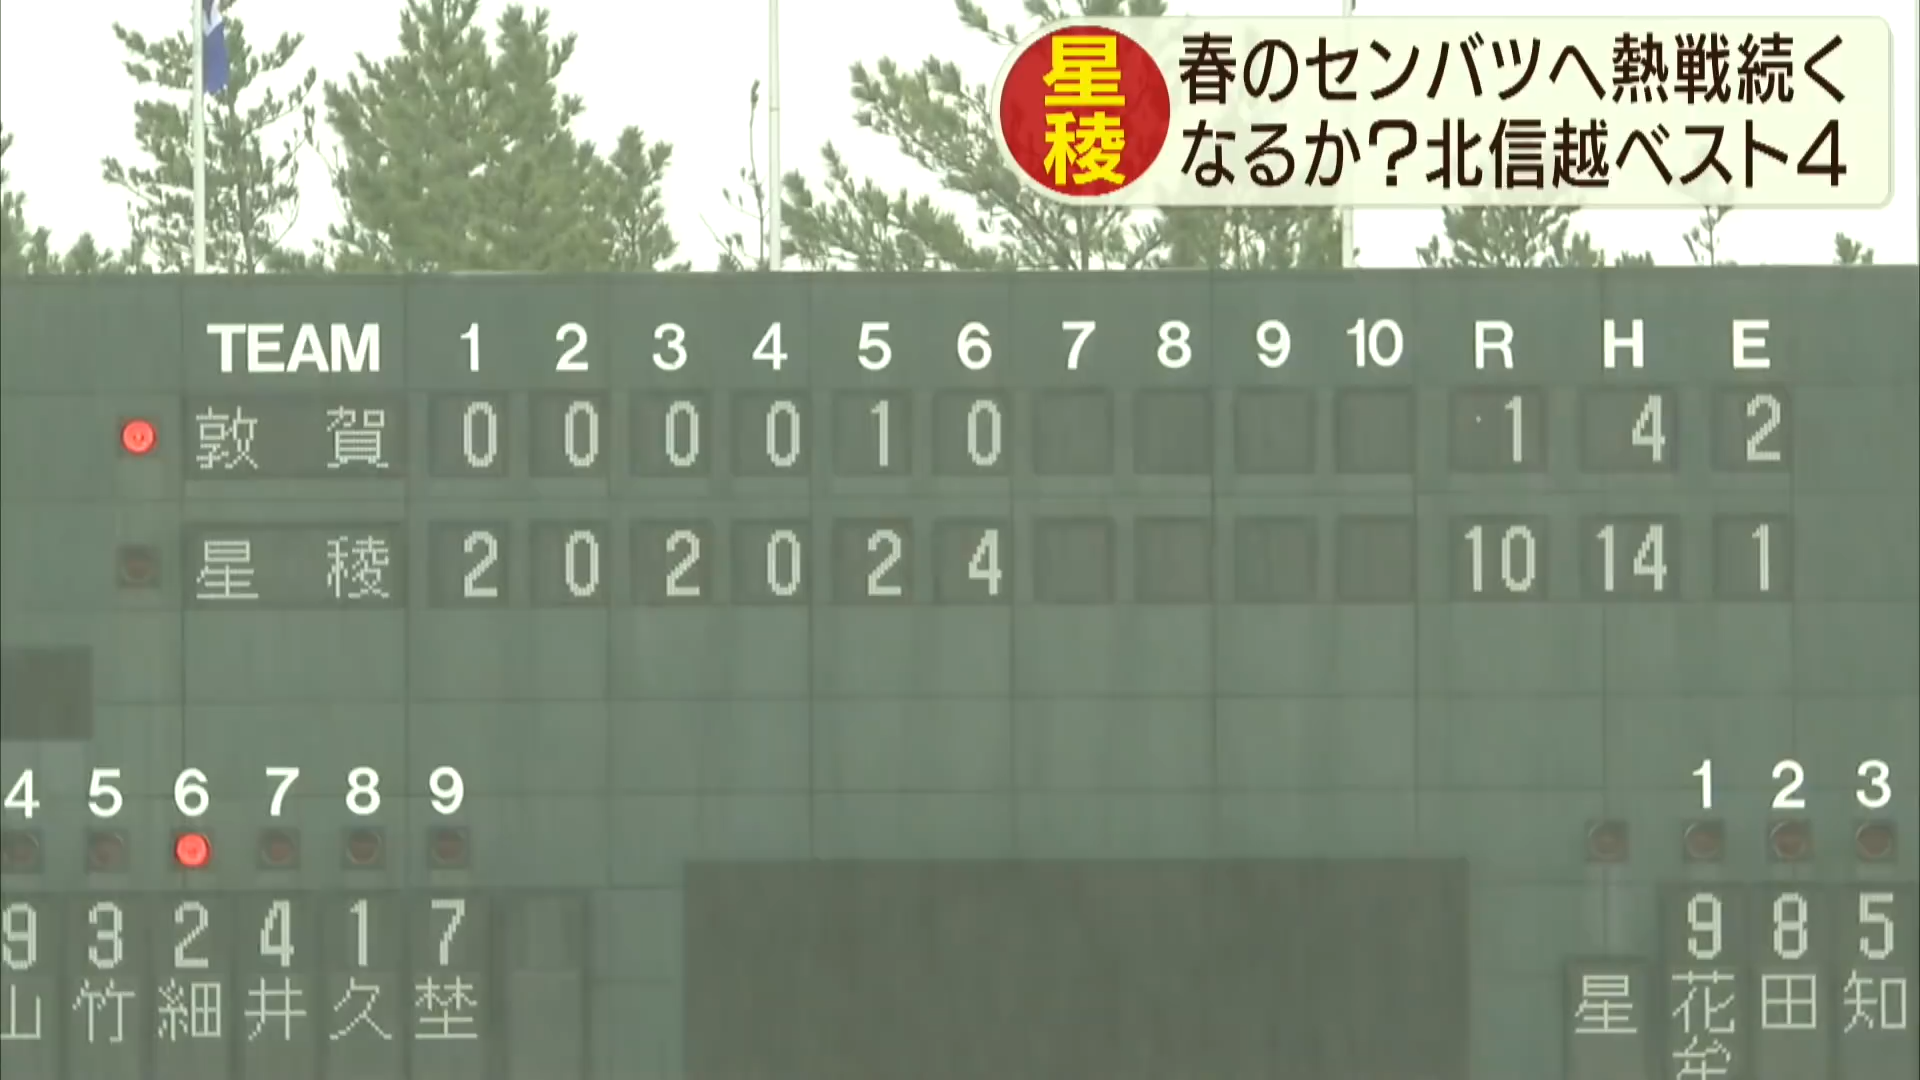 星稜
春のセンバツへ熱戦続く
なるか?北信越ベスト4
TEAM 1 2 3 4 5 6 7 8 9 10 R H E
敦賀 0 0 0 0 1 0 1 4 2
星稜 2 0 2 0 2 4 10 14 1
4 5 6 7 8 9
1 2 3
9 3 2 4 1 7
9 8 5
山 竹 細 井 久 埜
星 花 田 知
牟